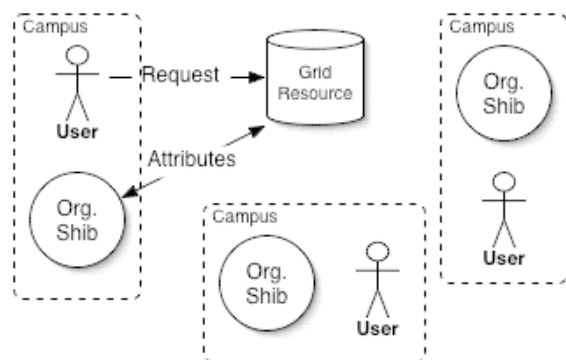 Campus
User
Request
Grid
Resource
Attributes
Org.
Shib
Campus
Org.
Shib
User
Campus
Org.
Shib
User